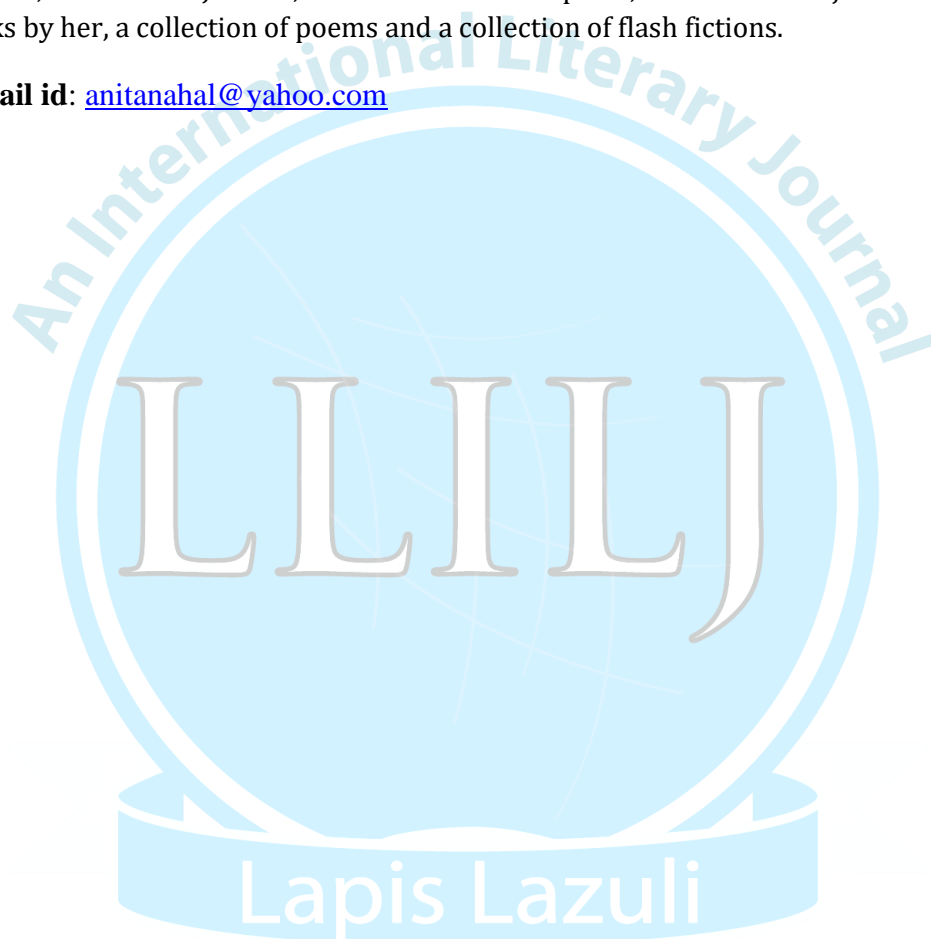 ks by her, a collection of poems and a collection of flash fictions.
ail id: anitanahal@yahoo.com
An International Literary Journal
LLILJ
Lapis Lazuli